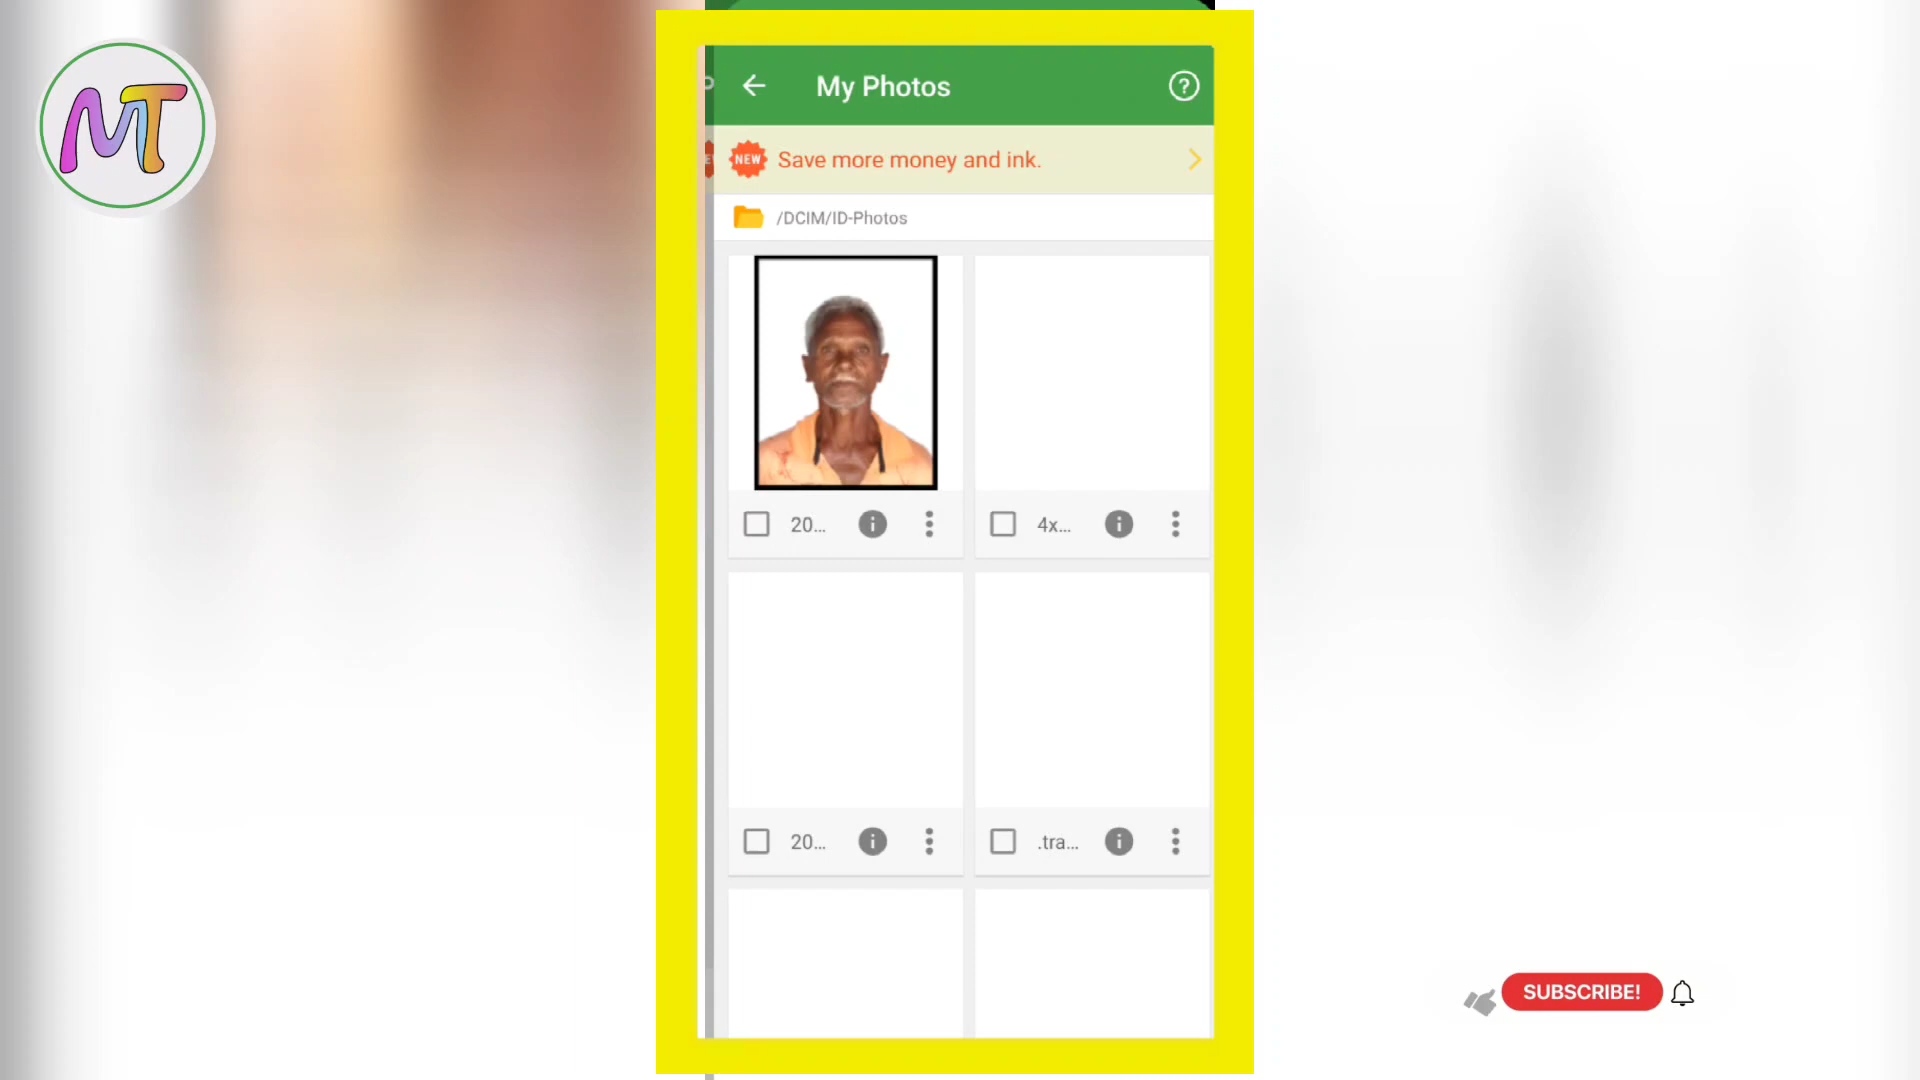 MT
My Photos
NEW Save more money and ink.
/DCIM/ID-Photos
20...
4x...
20...
.tra...
SUBSCRIBE!